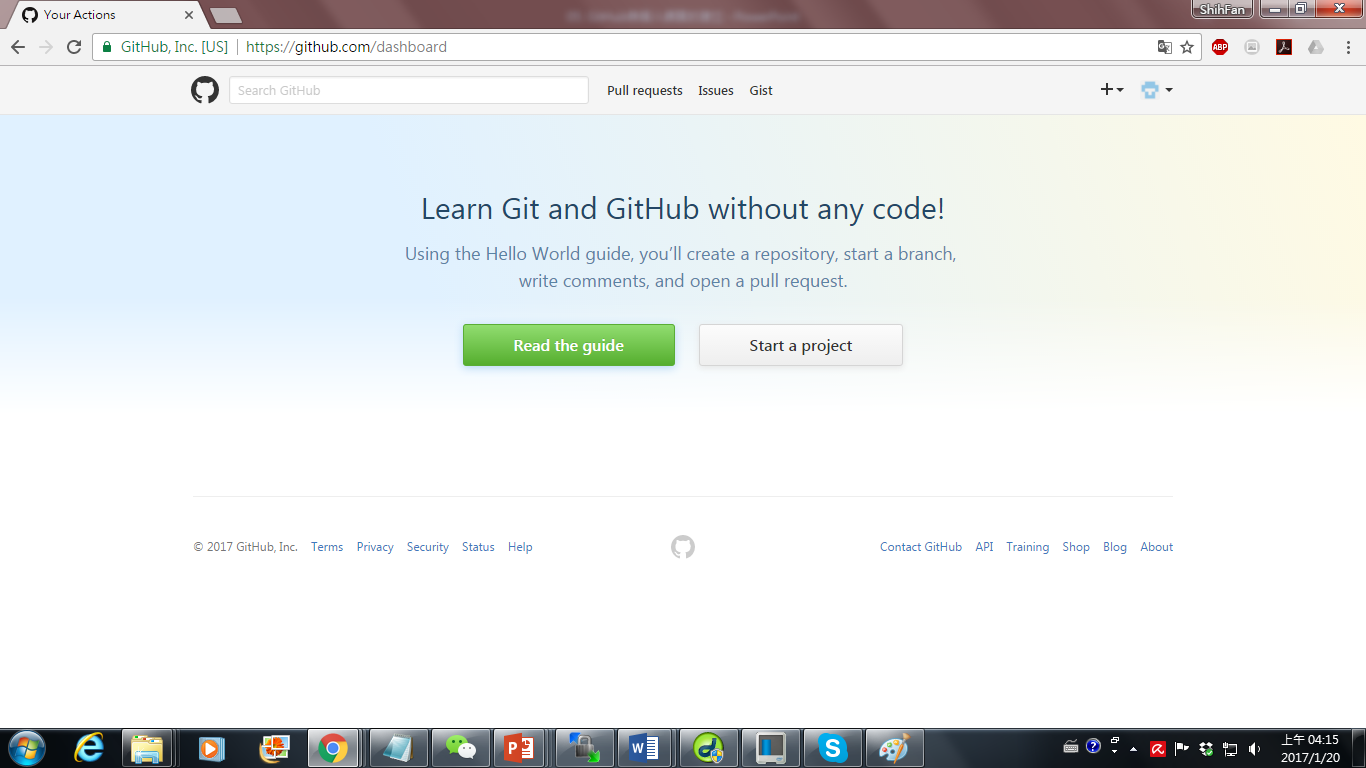 Your Actions
ShihFan
GitHub, Inc. [US] https://github.com/dashboard
ABP
Search GitHub
Pull requests Issues Gist
Learn Git and GitHub without any code!
Using the Hello World guide, you’ll create a repository, start a branch,
write comments, and open a pull request.
Read the guide Start a project
© 2017 GitHub, Inc. Terms Privacy Security Status Help Contact GitHub API Training Shop Blog About
上午 04:15
2017/1/20